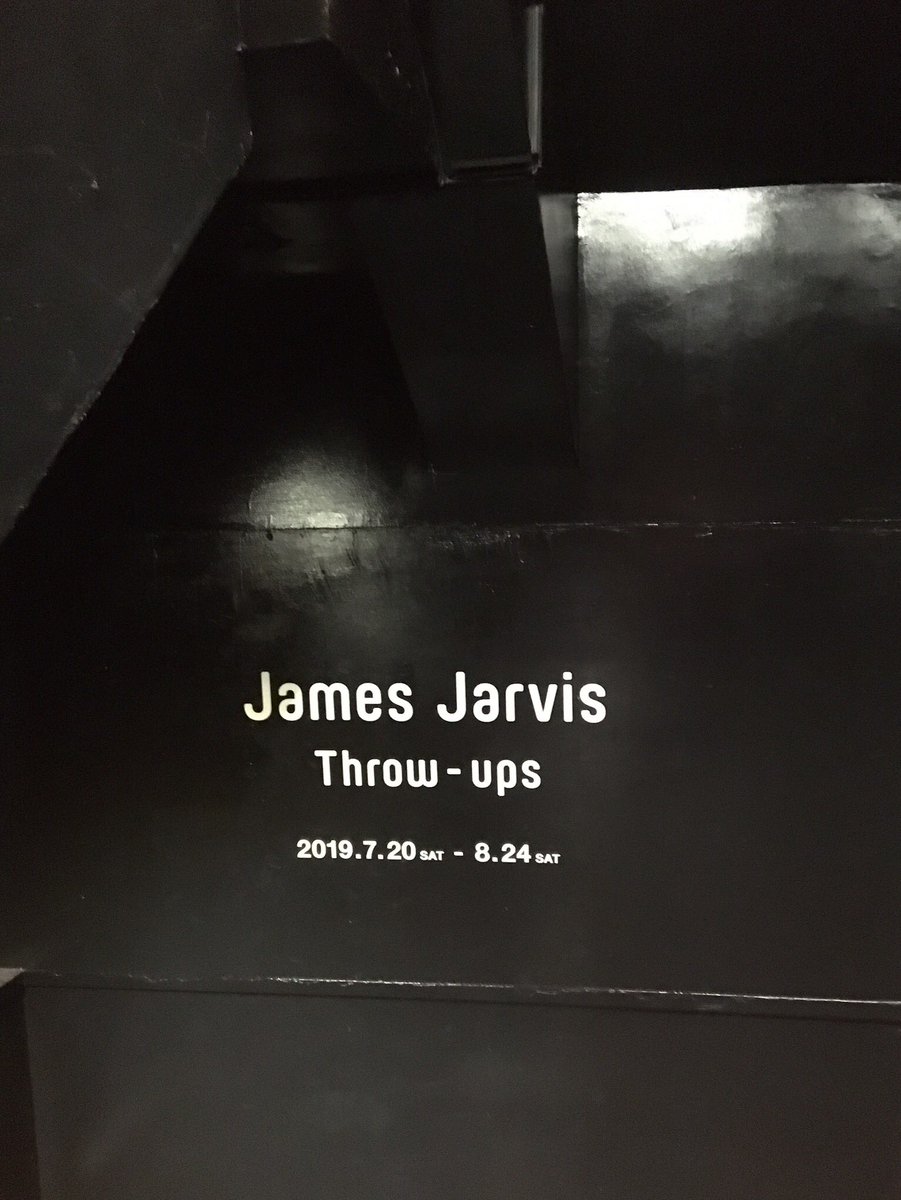 James Jarvis
Throw-ups
2019.7.20 SAT - 8.24 SAT